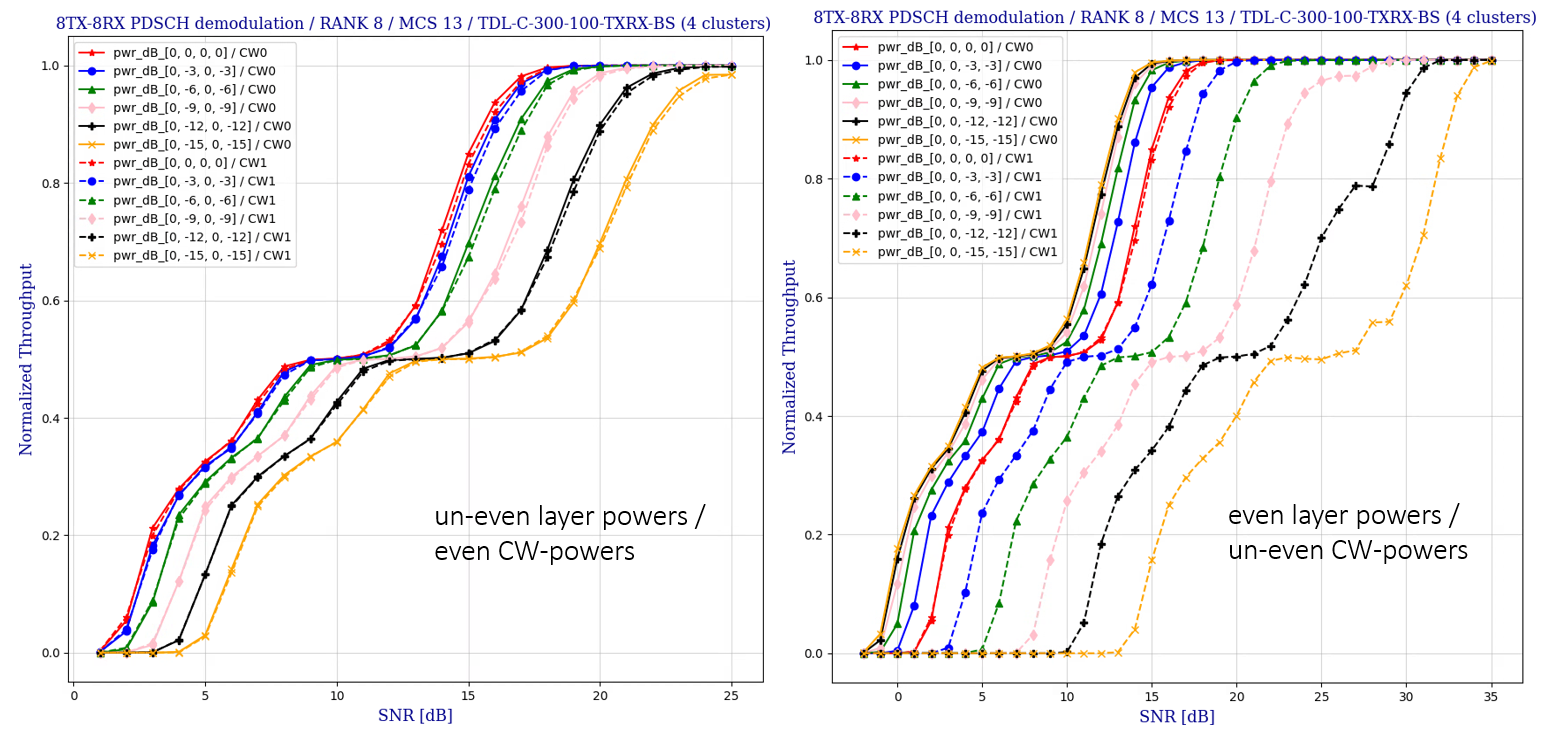 8TX-8RX PDSCH demodulation / RANK 8 / MCS 13 / TDL-C-300-100-TXRX-BS (4 clusters)
pwr_dB_[0, 0, 0, 0] / CW0
pwr_dB_[0, -3, 0, -3] / CW0
pwr_dB_[0, -6, 0, -6] / CW0
pwr_dB_[0, -9, 0, -9] / CW0
pwr_dB_[0, -12, 0, -12] / CW0
pwr_dB_[0, -15, 0, -15] / CW0
pwr_dB_[0, 0, 0, 0] / CW1
pwr_dB_[0, -3, 0, -3] / CW1
pwr_dB_[0, -6, 0, -6] / CW1
pwr_dB_[0, -9, 0, -9] / CW1
pwr_dB_[0, -12, 0, -12] / CW1
pwr_dB_[0, -15, 0, -15] / CW1
1.0
0.8
0.6
0.4
0.2
0.0
Normalized Throughput
un-even layer powers /
even CW-powers
0 5 10 15 20 25
SNR [dB]
8TX-8RX PDSCH demodulation / RANK 8 / MCS 13 / TDL-C-300-100-TXRX-BS (4 clusters)
pwr_dB_[0, 0, 0, 0] / CW0
pwr_dB_[0, 0, -3, -3] / CW0
pwr_dB_[0, 0, -6, -6] / CW0
pwr_dB_[0, 0, -9, -9] / CW0
pwr_dB_[0, 0, -12, -12] / CW0
pwr_dB_[0, 0, -15, -15] / CW0
pwr_dB_[0, 0, 0, 0] / CW1
pwr_dB_[0, 0, -3, -3] / CW1
pwr_dB_[0, 0, -6, -6] / CW1
pwr_dB_[0, 0, -9, -9] / CW1
pwr_dB_[0, 0, -12, -12] / CW1
pwr_dB_[0, 0, -15, -15] / CW1
1.0
0.8
0.6
0.4
0.2
0.0
Normalized Throughput
even layer powers /
un-even CW-powers
0 5 10 15 20 25 30 35
SNR [dB]